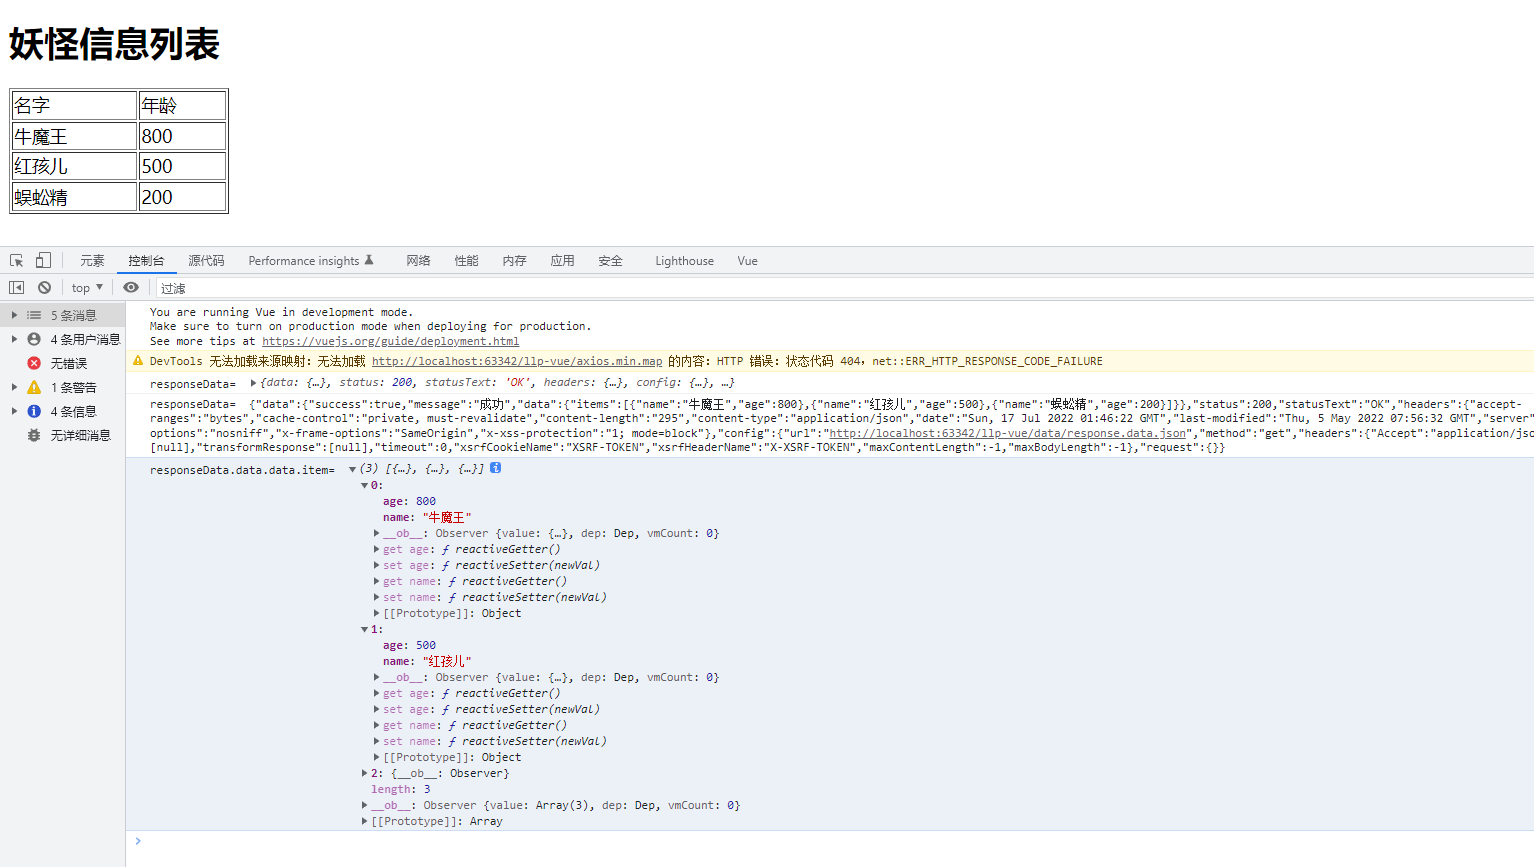 妖怪信息列表
名字 年龄
牛魔王 800
红孩儿 500
蜈蚣精 200
元素 控制台 源代码 Performance insights 网络 性能 内存 应用 安全 Lighthouse Vue
top ▼ 过滤
5 条消息
4 条用户消息
无错误
1 条警告
4 条信息
无详细消息
You are running Vue in development mode.
Make sure to turn on production mode when deploying for production.
See more tips at https://vuejs.org/guide/deployment.html
DevTools 无法加载来源映射：无法加载 http://localhost:63342/llp-vue/axios.min.map 的内容：HTTP 错误：状态代码 404，net::ERR_HTTP_RESPONSE_CODE_FAILURE
responseData= ▶{data: {…}, status: 200, statusText: 'OK', headers: {…}, config: {…}, …}
responseData= {"data":{"success":true,"message":"成功","data":{"items":[{"name":"牛魔王","age":800},{"name":"红孩儿","age":500},{"name":"蜈蚣精","age":200}]}},"status":200,"statusText":"OK","headers":{"accept-
ranges":"bytes","cache-control":"private, must-revalidate","content-length":"295","content-type":"application/json","date":"Sun, 17 Jul 2022 01:46:22 GMT","last-modified":"Thu, 5 May 2022 07:56:32 GMT","server"
options":"nosniff","x-frame-options":"SameOrigin","x-xss-protection":"1; mode=block"},"config":{"url":"http://localhost:63342/llp-vue/data/response.data.json","method":"get","headers":{"Accept":"application/jso
[null],"transformResponse":[null],"timeout":0,"xsrfCookieName":"XSRF-TOKEN","xsrfHeaderName":"X-XSRF-TOKEN","maxContentLength":-1,"maxBodyLength":-1},"request":{}}
responseData.data.data.item= ▼(3) [{…}, {…}, {…}] i
▼0:
age: 800
name: "牛魔王"
▶__ob__: Observer {value: {…}, dep: Dep, vmCount: 0}
▶get age: ƒ reactiveGetter()
▶set age: ƒ reactiveSetter(newVal)
▶get name: ƒ reactiveGetter()
▶set name: ƒ reactiveSetter(newVal)
▶[[Prototype]]: Object
▼1:
age: 500
name: "红孩儿"
▶__ob__: Observer {value: {…}, dep: Dep, vmCount: 0}
▶get age: ƒ reactiveGetter()
▶set age: ƒ reactiveSetter(newVal)
▶get name: ƒ reactiveGetter()
▶set name: ƒ reactiveSetter(newVal)
▶[[Prototype]]: Object
▶2: {__ob__: Observer}
length: 3
▶__ob__: Observer {value: Array(3), dep: Dep, vmCount: 0}
▶[[Prototype]]: Array